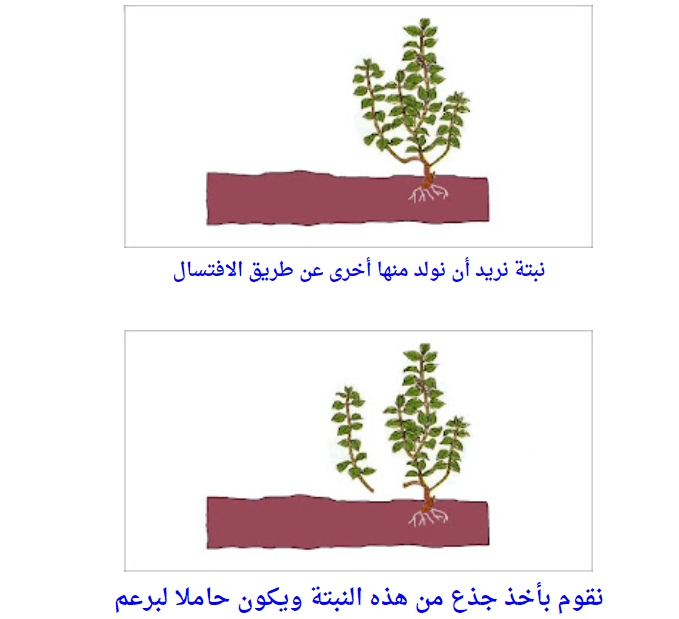 نبتة نريد أن نولد منها أخرى عن طريق الافتسال
نقوم بأخذ جذع من هذه النبتة ويكون حاملا لبرعم